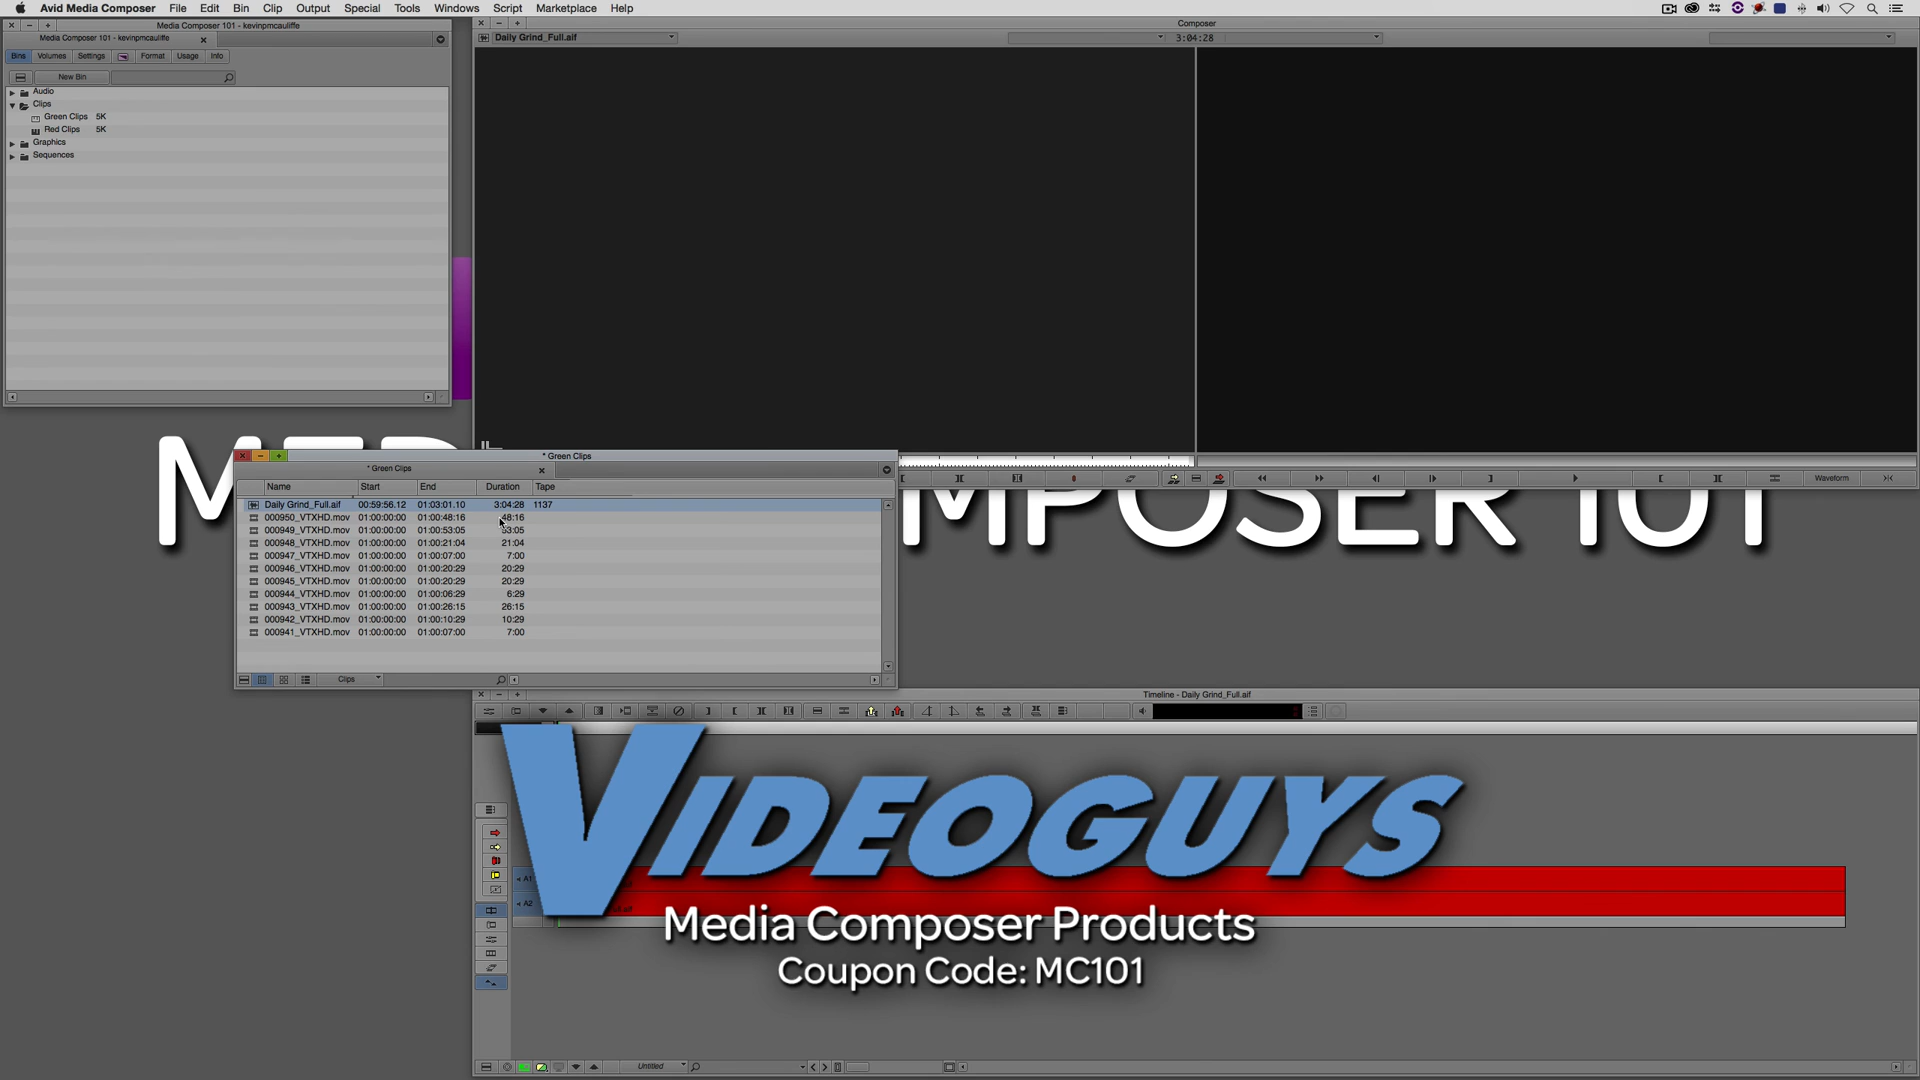 Avid Media Composer File Edit Bin Clip Output Special Tools Windows Script Marketplace Help
Media Composer 101 - kevinpmcauliffe
Media Composer 101 - kevinpmcauliffe
Bins Volumes Settings Format Usage Info
New Bin
Audio
Clips
Green Clips 5K
Red Clips 5K
Graphics
Sequences
Composer
Daily Grind_Full.aif 3:04:28
Waveform
* Green Clips
* Green Clips
Name Start End Duration Tape
Daily Grind_Full.aif 00:59:56.12 01:03:01.10 3:04:28 1137
000950_VTXHD.mov 01:00:00:00 01:00:48:16 48:16
000949_VTXHD.mov 01:00:00:00 01:00:53:05 53:05
000948_VTXHD.mov 01:00:00:00 01:00:21:04 21:04
000947_VTXHD.mov 01:00:00:00 01:00:07:00 7:00
000946_VTXHD.mov 01:00:00:00 01:00:20:29 20:29
000945_VTXHD.mov 01:00:00:00 01:00:20:29 20:29
000944_VTXHD.mov 01:00:00:00 01:00:06:29 6:29
000943_VTXHD.mov 01:00:00:00 01:00:26:15 26:15
000942_VTXHD.mov 01:00:00:00 01:00:10:29 10:29
000941_VTXHD.mov 01:00:00:00 01:00:07:00 7:00
Clips
101
Timeline - Daily Grind_Full.aif
A1
A2
VIDEOGUYS
Media Composer Products
Coupon Code: MC101
Untitled